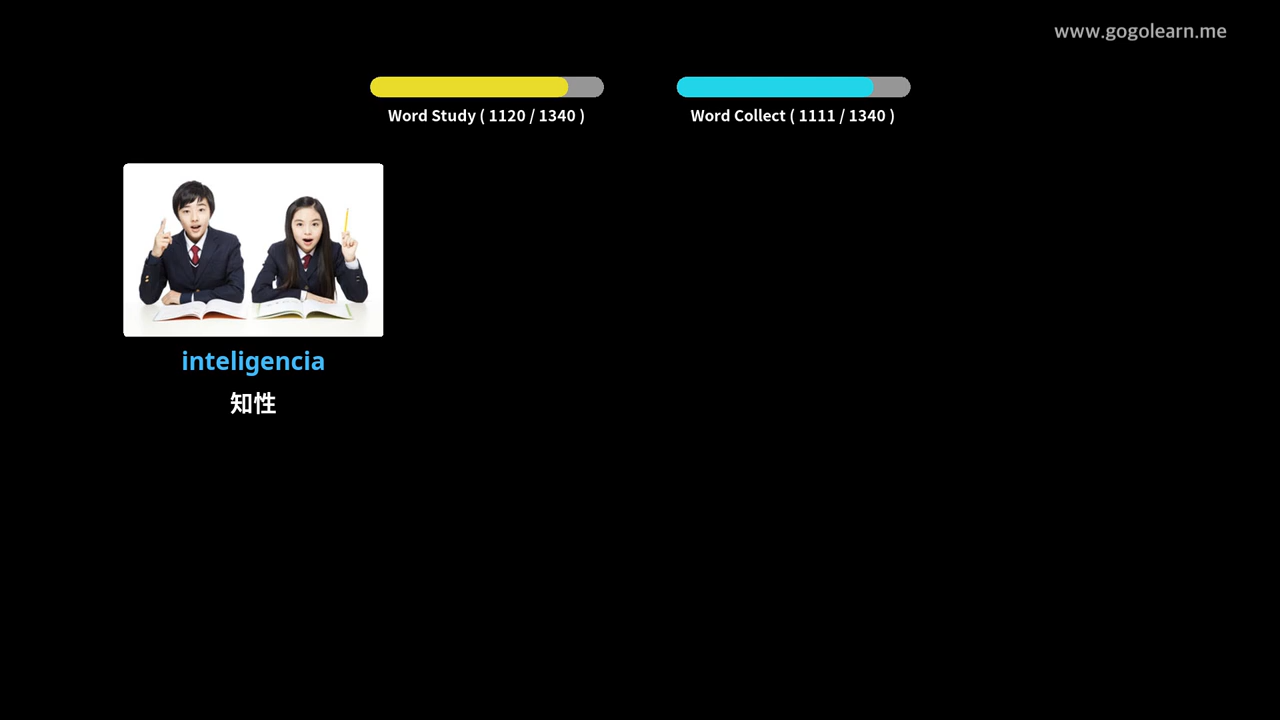 www.gogolearn.me
Word Study ( 1120 / 1340 )
Word Collect ( 1111 / 1340 )
inteligencia
知性